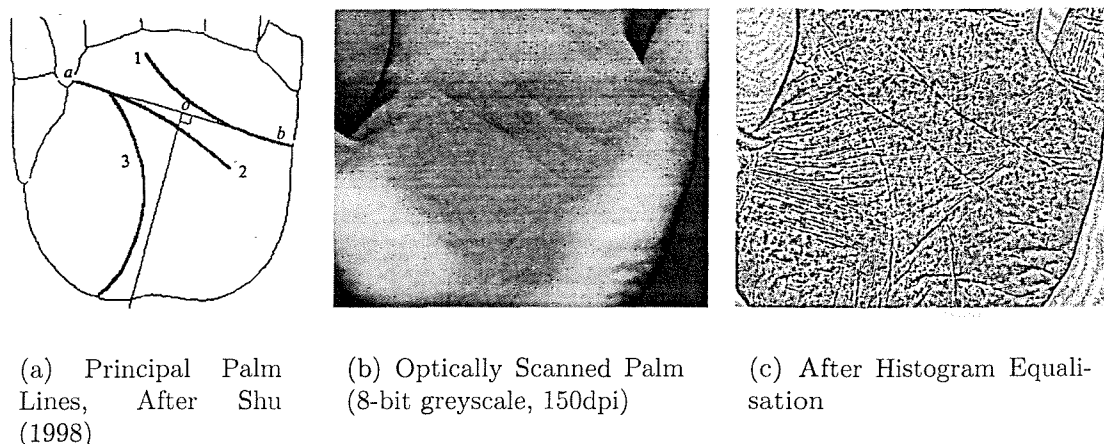 1
a
o
b
3
2
(a) Principal Palm
Lines, After Shu
(1998)
(b) Optically Scanned Palm
(8-bit greyscale, 150dpi)
(c) After Histogram Equali-
sation